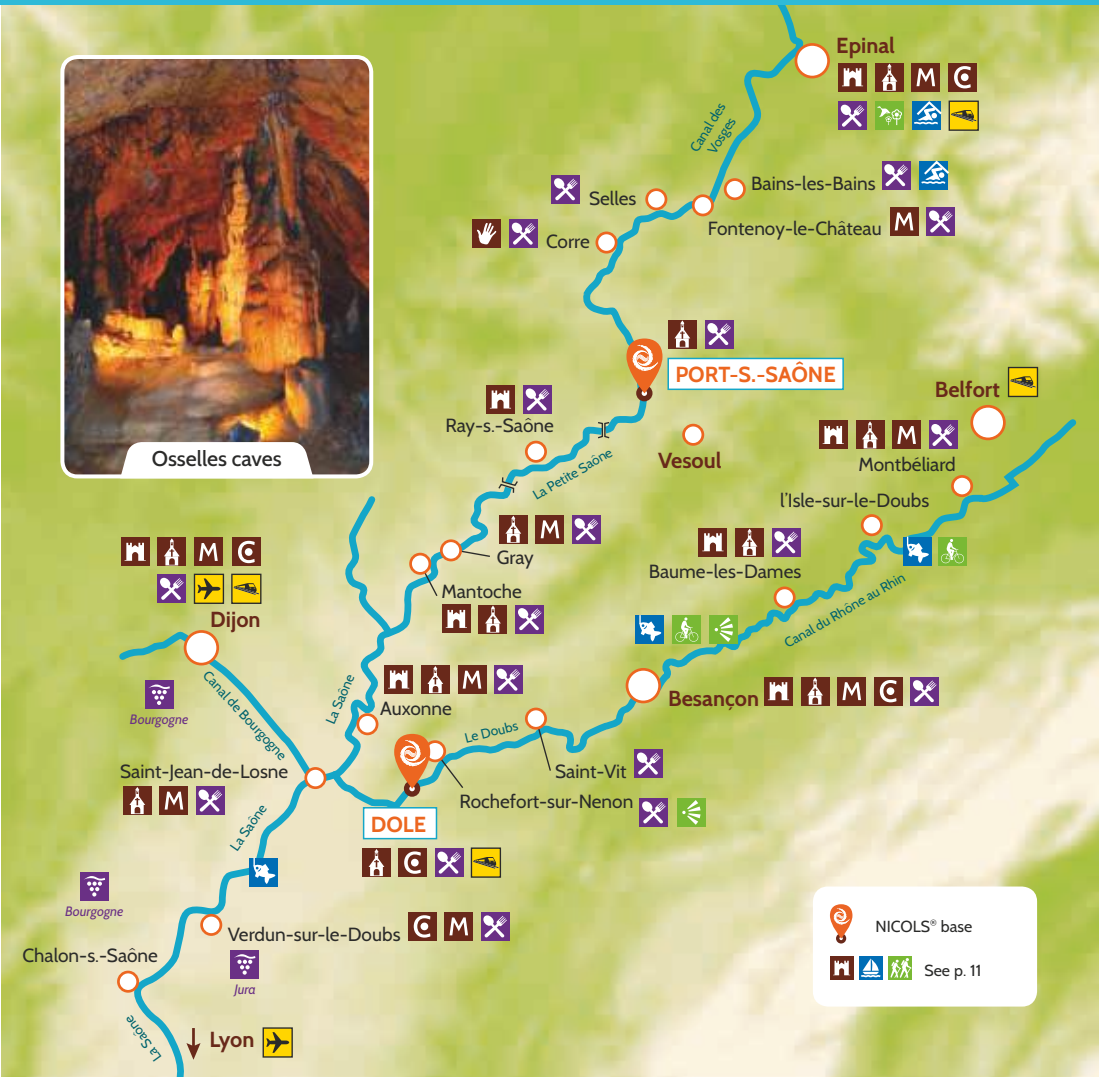 Epinal
Canal des
Vosges
Bains-les-Bains
Selles
Fontenoy-le-Château
Corre
PORT-S.-SAÔNE
Belfort
Ray-s.-Saône
Vesoul
Osselles caves
La Petite Saône
Montbéliard
l'Isle-sur-le-Doubs
Gray
Baume-les-Dames
Mantoche
Canal du Rhône au Rhin
Dijon
Canal de Bourgogne
La Saône
Bourgogne
Auxonne
Besançon
Le Doubs
Saint-Jean-de-Losne
Saint-Vit
Rochefort-sur-Nenon
DOLE
La Saône
Bourgogne
Verdun-sur-le-Doubs
Jura
Chalon-s.-Saône
La Saône
Lyon
NICOLS® base
See p. 11